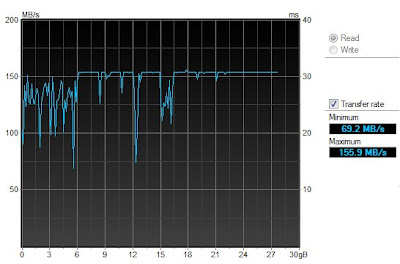 MB/s
ms
200
40
150
30
100
20
50
10
0 3 6 9 12 15 18 21 24 27 30gB
Read
Write
Transfer rate
Minimum
69.2 MB/s
Maximum
155.9 MB/s